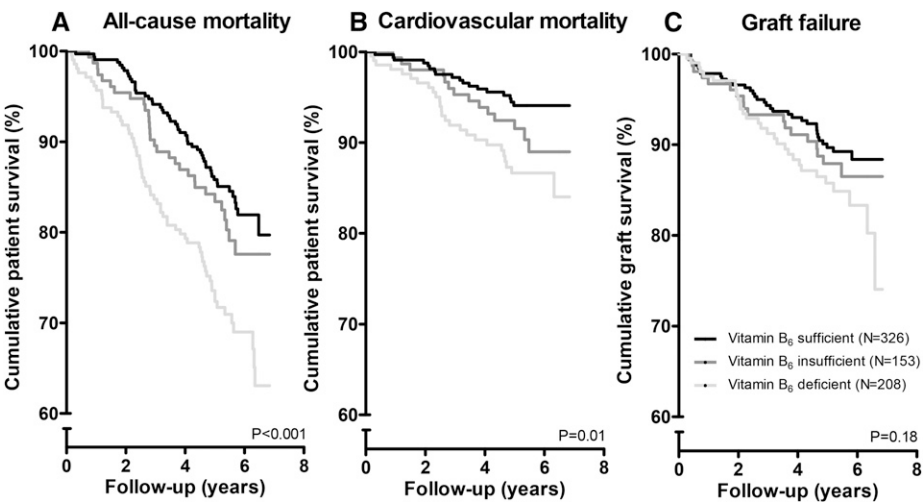 A All-cause mortality
Cumulative patient survival (%)
100
90
80
70
60
P<0.001
0 2 4 6 8
Follow-up (years)
B Cardiovascular mortality
Cumulative patient survival (%)
100
90
80
70
60
P=0.01
0 2 4 6 8
Follow-up (years)
C Graft failure
Cumulative graft survival (%)
100
90
80
70
60
Vitamin B₆ sufficient (N=326)
Vitamin B₆ insufficient (N=153)
Vitamin B₆ deficient (N=208)
P=0.18
0 2 4 6 8
Follow-up (years)